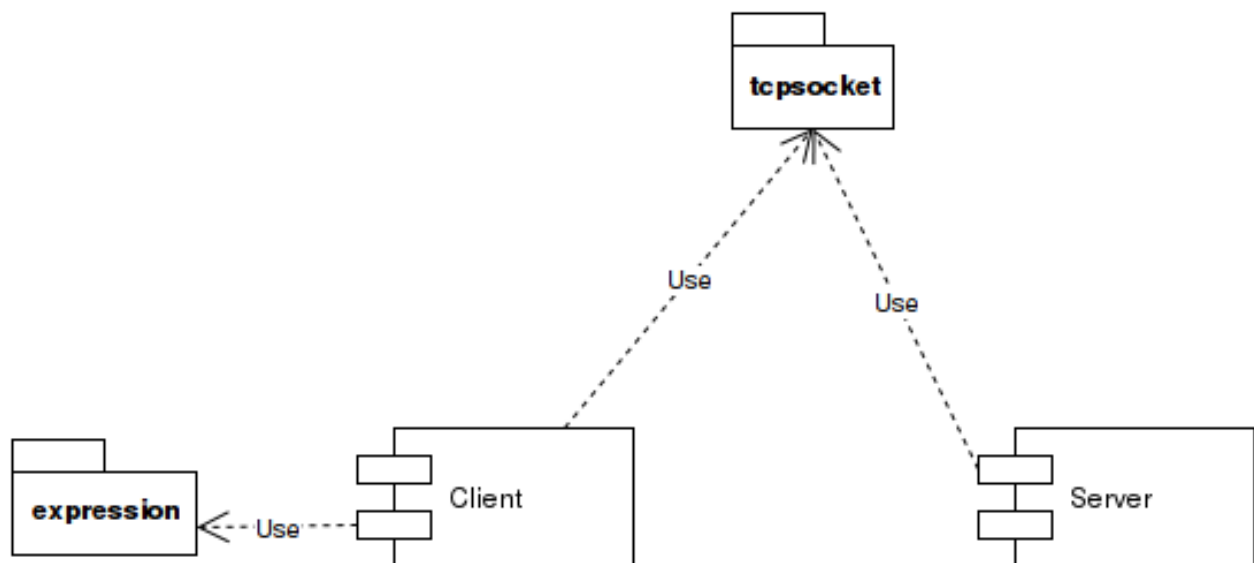 tcpsocket
Use
Use
expression
Use
Client
Server